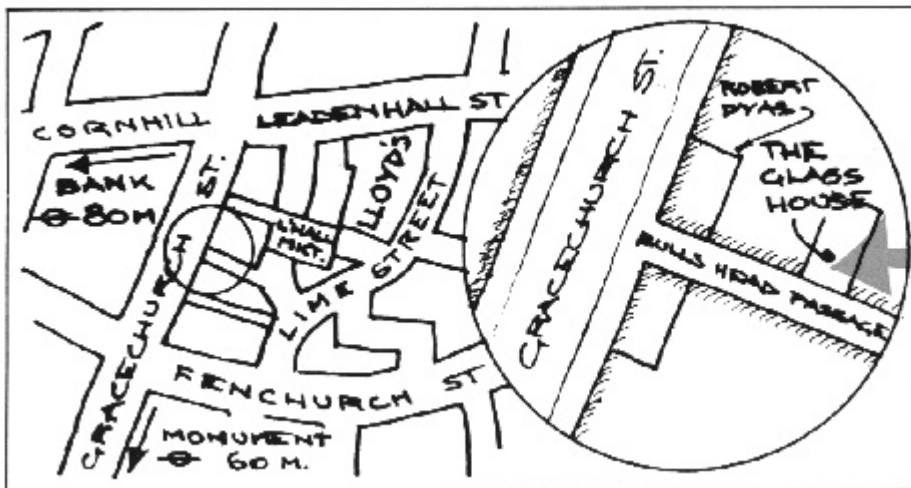 CORNHILL
LEADENHALL ST
BANK
80M
GRACECHURCH ST.
LLOYD'S
L'HALL
MKT.
LIME STREET
FENCHURCH ST
MONUMENT
60 M.
GRACECHURCH ST.
ROBERT
DYAS
THE
GLASS
HOUSE
BULLS HEAD PASSAGE